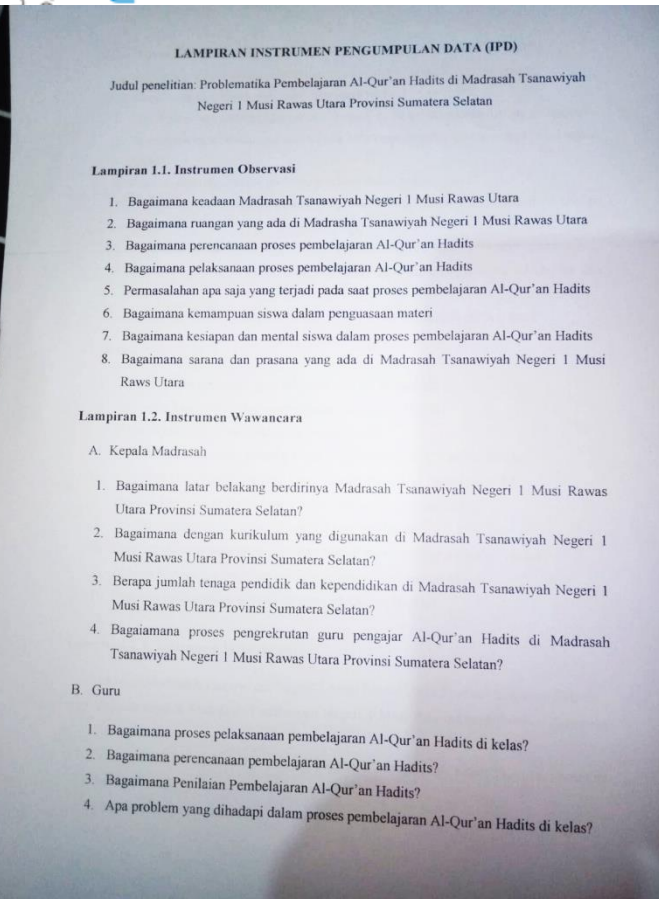 LAMPIRAN INSTRUMEN PENGUMPULAN DATA (IPD)
Judul penelitian: Problematika Pembelajaran Al-Qur'an Hadits di Madrasah Tsanawiyah
Negeri 1 Musi Rawas Utara Provinsi Sumatera Selatan
Lampiran 1.1. Instrumen Observasi
1. Bagaimana keadaan Madrasah Tsanawiyah Negeri 1 Musi Rawas Utara
2. Bagaimana ruangan yang ada di Madrasha Tsanawiyah Negeri 1 Musi Rawas Utara
3. Bagaimana perencanaan proses pembelajaran Al-Qur'an Hadits
4. Bagaimana pelaksanaan proses pembelajaran Al-Qur'an Hadits
5. Permasalahan apa saja yang terjadi pada saat proses pembelajaran Al-Qur'an Hadits
6. Bagaimana kemampuan siswa dalam penguasaan materi
7. Bagaimana kesiapan dan mental siswa dalam proses pembelajaran Al-Qur'an Hadits
8. Bagaimana sarana dan prasana yang ada di Madrasah Tsanawiyah Negeri 1 Musi
Raws Utara
Lampiran 1.2. Instrumen Wawancara
A. Kepala Madrasah
1. Bagaimana latar belakang berdirinya Madrasah Tsanawiyah Negeri 1 Musi Rawas
Utara Provinsi Sumatera Selatan?
2. Bagaimana dengan kurikulum yang digunakan di Madrasah Tsanawiyah Negeri 1
Musi Rawas Utara Provinsi Sumatera Selatan?
3. Berapa jumlah tenaga pendidik dan kependidikan di Madrasah Tsanawiyah Negeri 1
Musi Rawas Utara Provinsi Sumatera Selatan?
4. Bagaiamana proses pengrekrutan guru pengajar Al-Qur'an Hadits di Madrasah
Tsanawiyah Negeri 1 Musi Rawas Utara Provinsi Sumatera Selatan?
B. Guru
1. Bagaimana proses pelaksanaan pembelajaran Al-Qur'an Hadits di kelas?
2. Bagaimana perencanaan pembelajaran Al-Qur'an Hadits?
3. Bagaimana Penilaian Pembelajaran Al-Qur'an Hadits?
4. Apa problem yang dihadapi dalam proses pembelajaran Al-Qur'an Hadits di kelas?